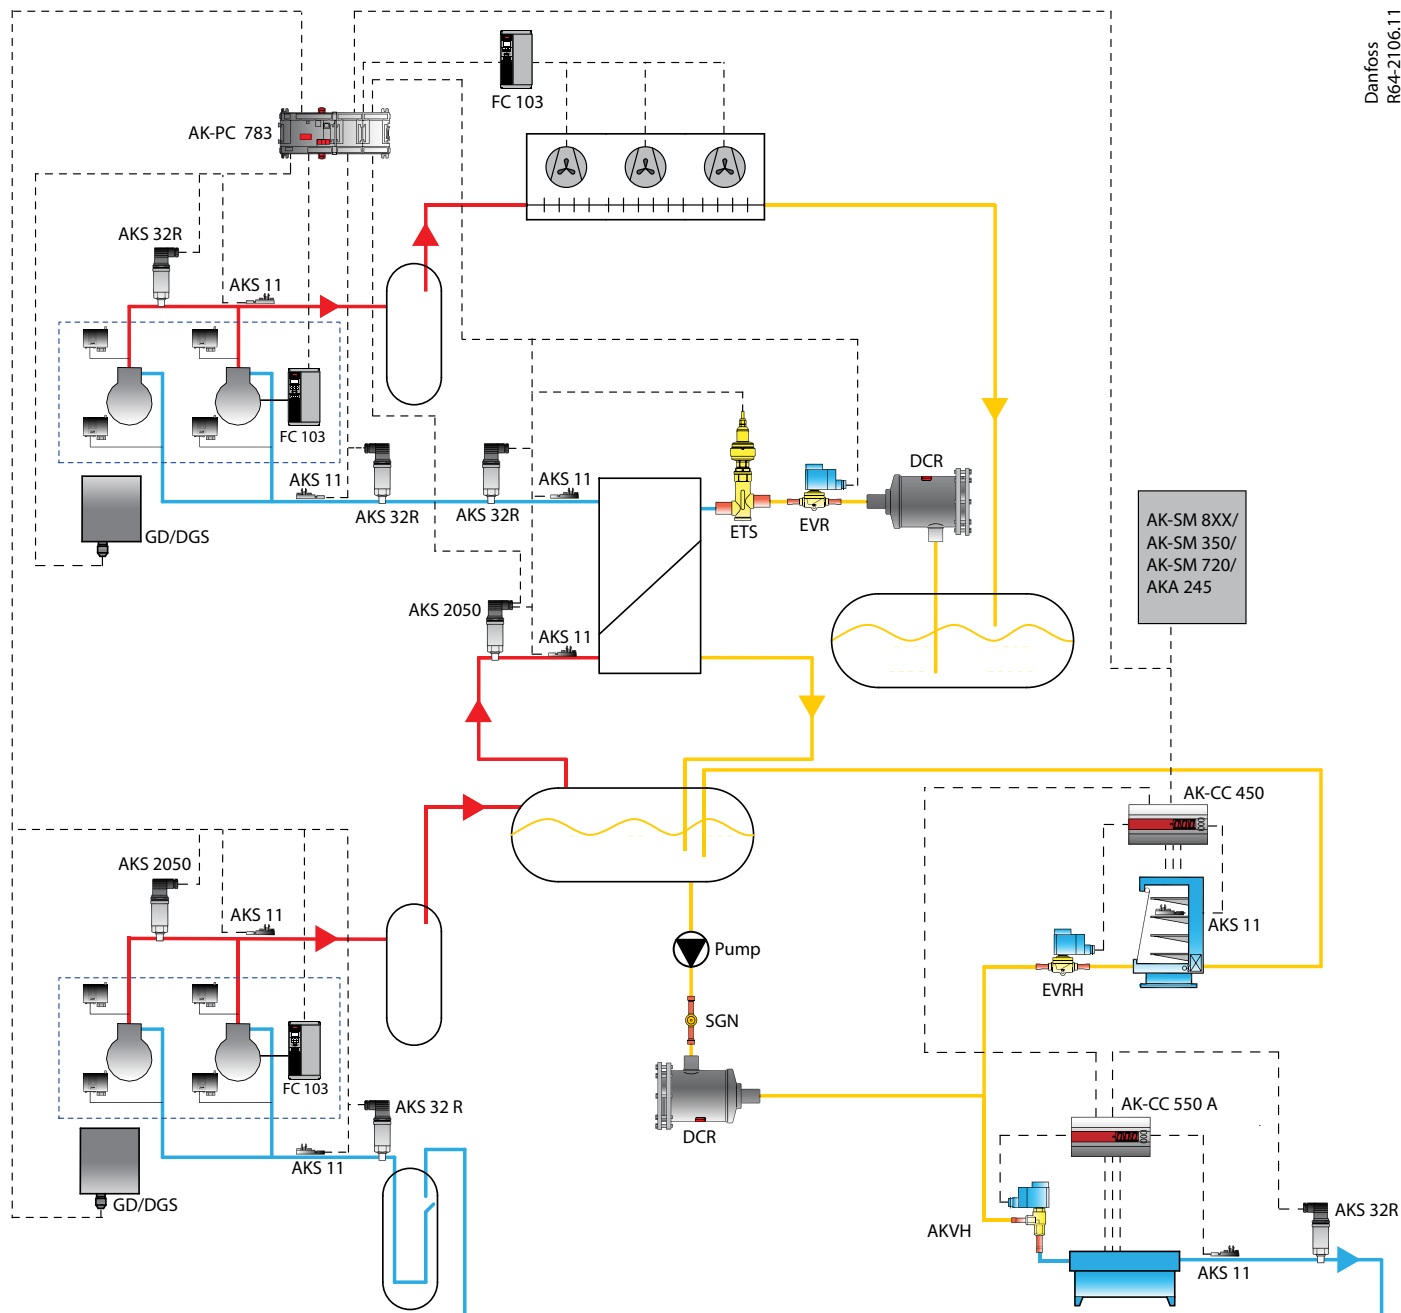 Danfoss
R64-2106.11
FC 103
AK-PC 783
AKS 32R
AKS 11
FC 103
AKS 11
AKS 32R
AKS 32R
AKS 11
GD/DGS
ETS
EVR
DCR
AK-SM 8XX/
AK-SM 350/
AK-SM 720/
AKA 245
AKS 2050
AKS 11
AK-CC 450
AKS 2050
AKS 11
AKS 11
Pump
EVRH
SGN
FC 103
AKS 32 R
AK-CC 550 A
DCR
AKS 11
GD/DGS
AKVH
AKS 32R
AKS 11